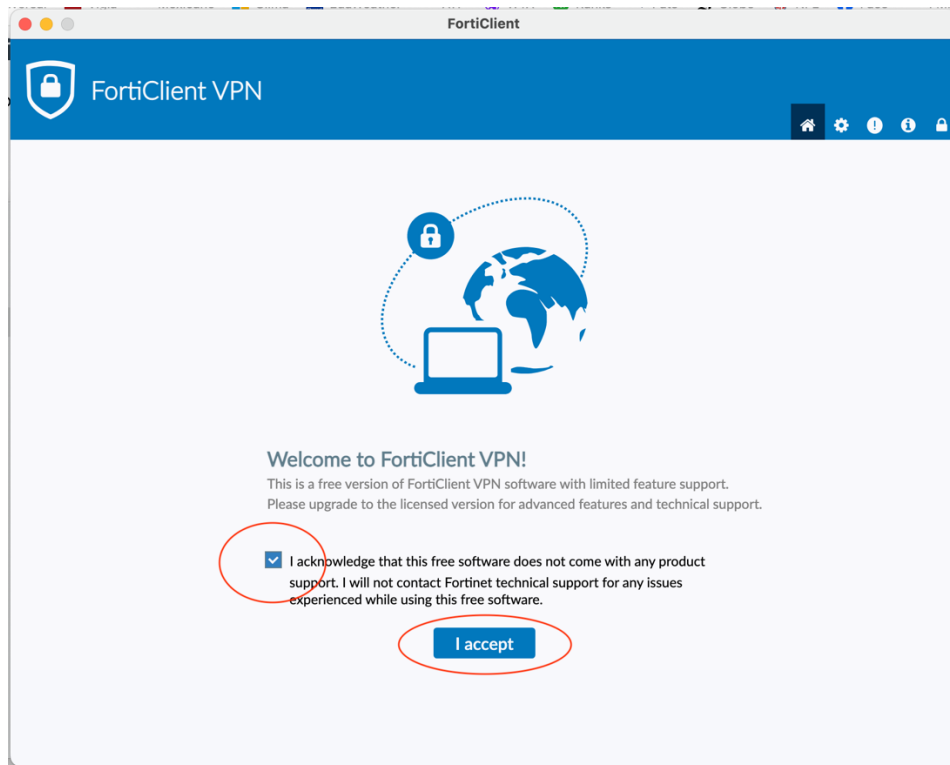 FortiClient
FortiClient VPN
Welcome to FortiClient VPN!
This is a free version of FortiClient VPN software with limited feature support.
Please upgrade to the licensed version for advanced features and technical support.
I acknowledge that this free software does not come with any product
support. I will not contact Fortinet technical support for any issues
experienced while using this free software.
I accept